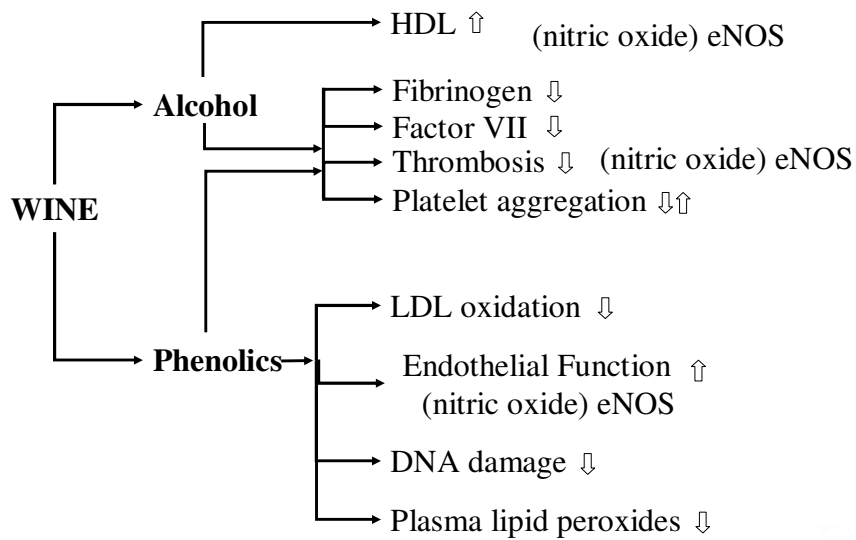 HDL ⇧
(nitric oxide) eNOS
Alcohol
Fibrinogen ⇩
Factor VII ⇩
Thrombosis ⇩ (nitric oxide) eNOS
Platelet aggregation ⇩⇧
WINE
LDL oxidation ⇩
Phenolics
Endothelial Function ⇧
(nitric oxide) eNOS
DNA damage ⇩
Plasma lipid peroxides ⇩